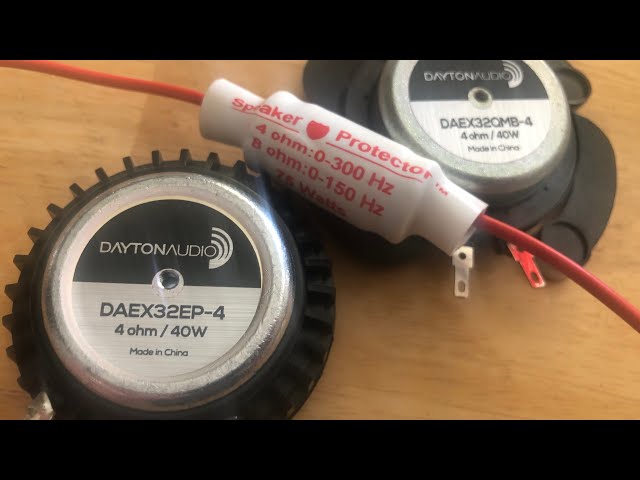 Speaker Protector™
4 ohm:0-300 Hz
8 ohm:0-150 Hz
75 Watts
DAYTONAUDIO
DAEX32QMB-4
4 ohm / 40W
Made in China
DAYTONAUDIO
DAEX32EP-4
4 ohm / 40W
Made in China